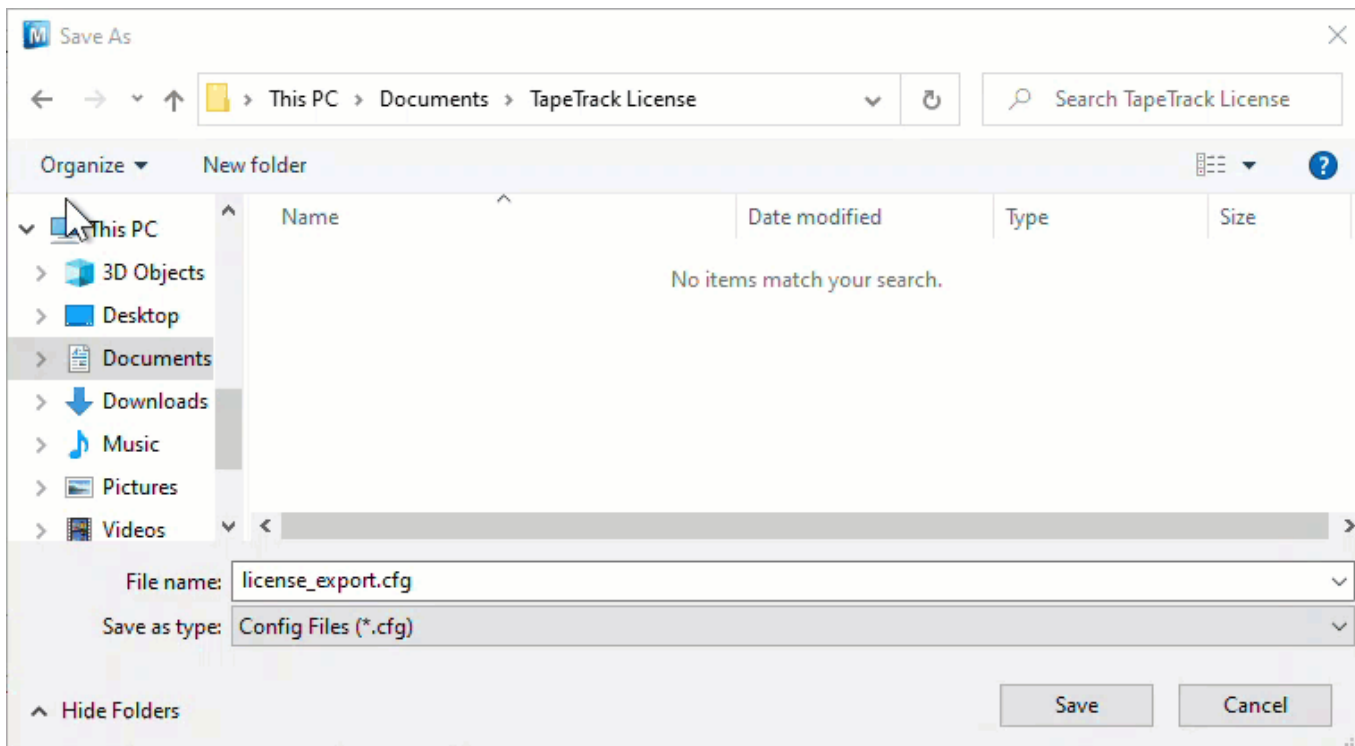 Save As
This PC > Documents > TapeTrack License
Search TapeTrack License
Organize
New folder
Name
Date modified
Type
Size
This PC
3D Objects
Desktop
Documents
Downloads
Music
Pictures
Videos
No items match your search.
File name:
license_export.cfg
Save as type:
Config Files (*.cfg)
Hide Folders
Save
Cancel